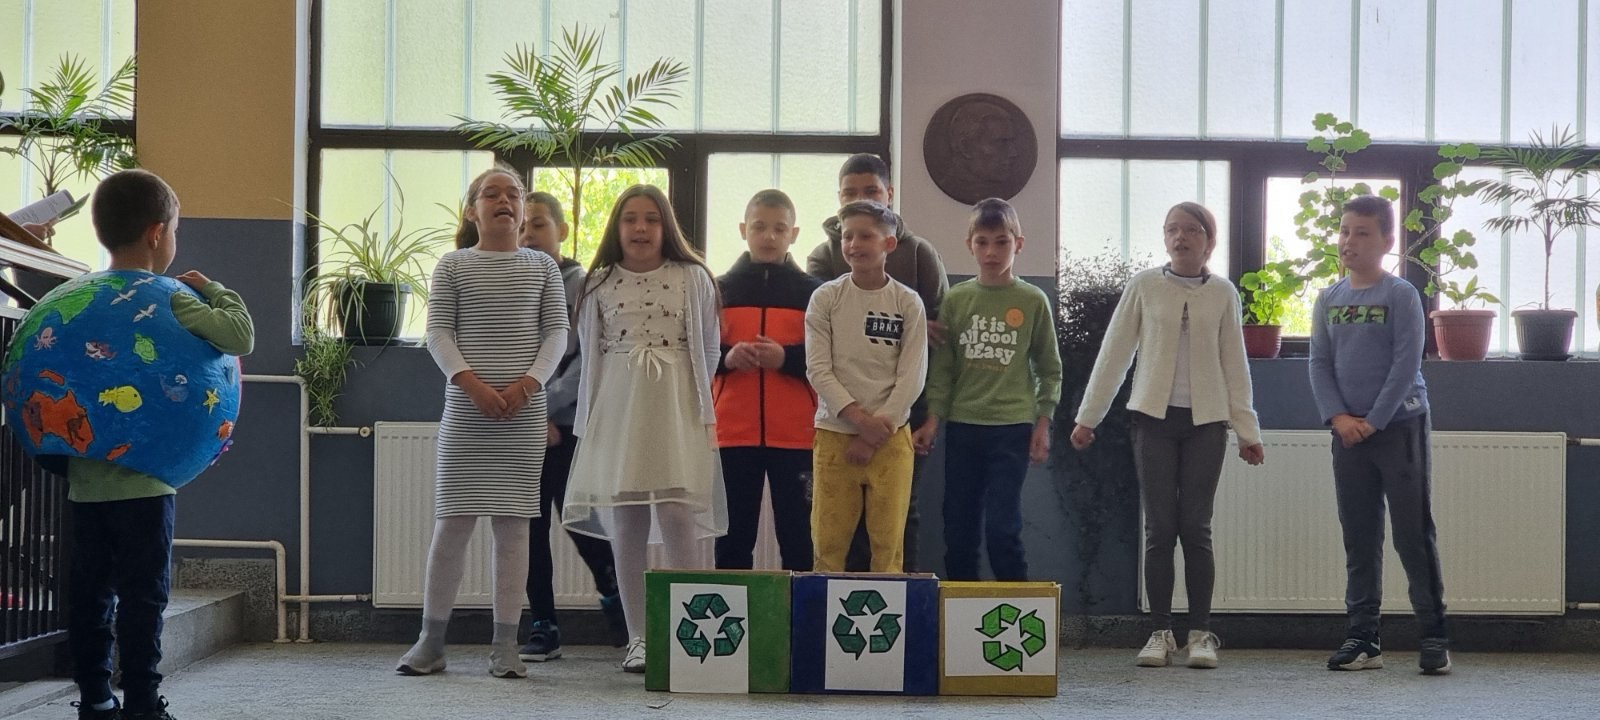 BRNX
It is
all cool
& Easy